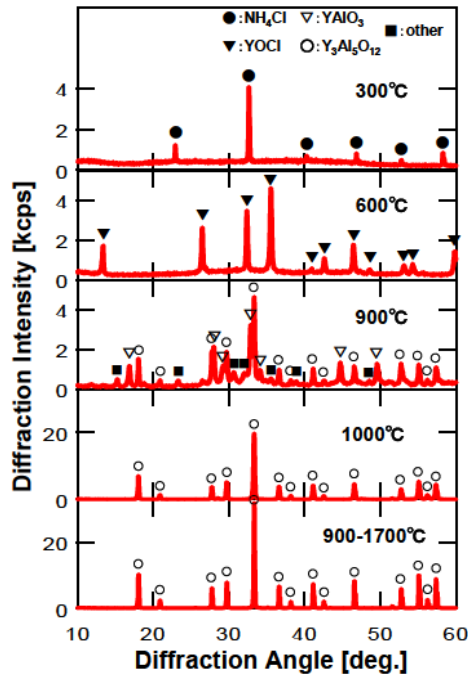 ●:NH₄Cl ▽:YAlO₃ ■:other
▼:YOCl ○:Y₃Al₅O₁₂
300°C
4
2
0
600°C
4
2
0
900°C
4
2
0
1000°C
20
0
900-1700°C
20
0
10 20 30 40 50 60
Diffraction Angle [deg.]
Diffraction Intensity [kcps]